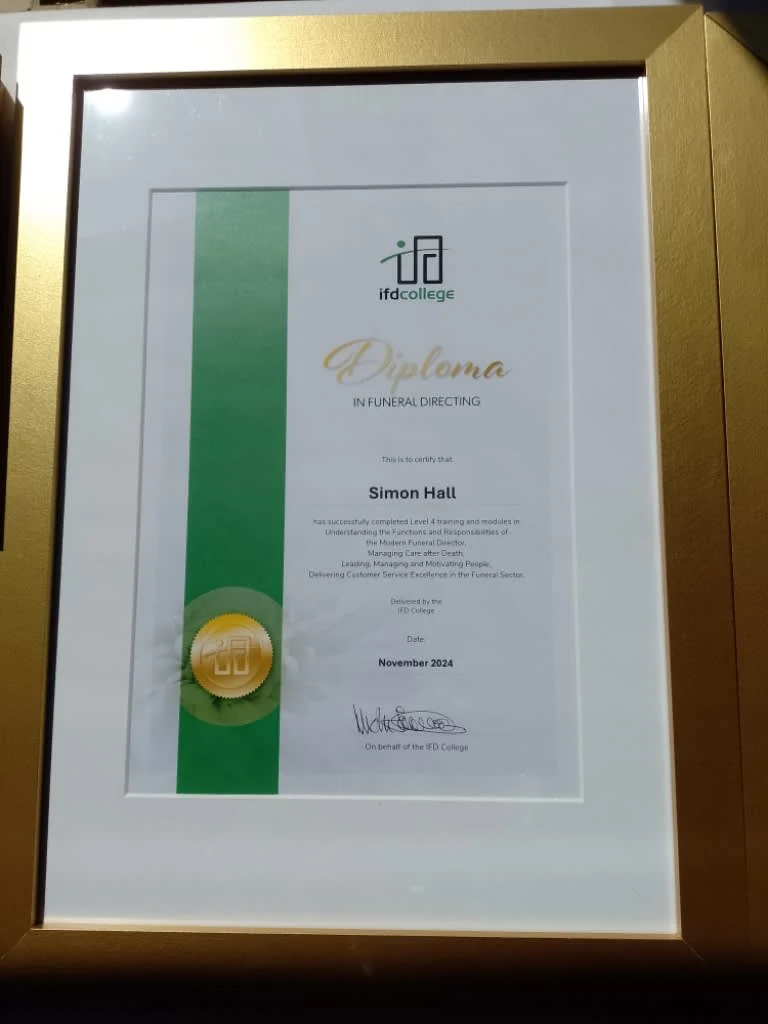 ifdcollege
Diploma
IN FUNERAL DIRECTING
This is to certify that
Simon Hall
has successfully completed Level 4 training and modules in
Understanding the Functions and Responsibilities of
the Modern Funeral Director,
Managing Care after Death,
Leading, Managing and Motivating People,
Delivering Customer Service Excellence in the Funeral Sector.
Delivered by the
IFD College
Date:
November 2024
On behalf of the IFD College